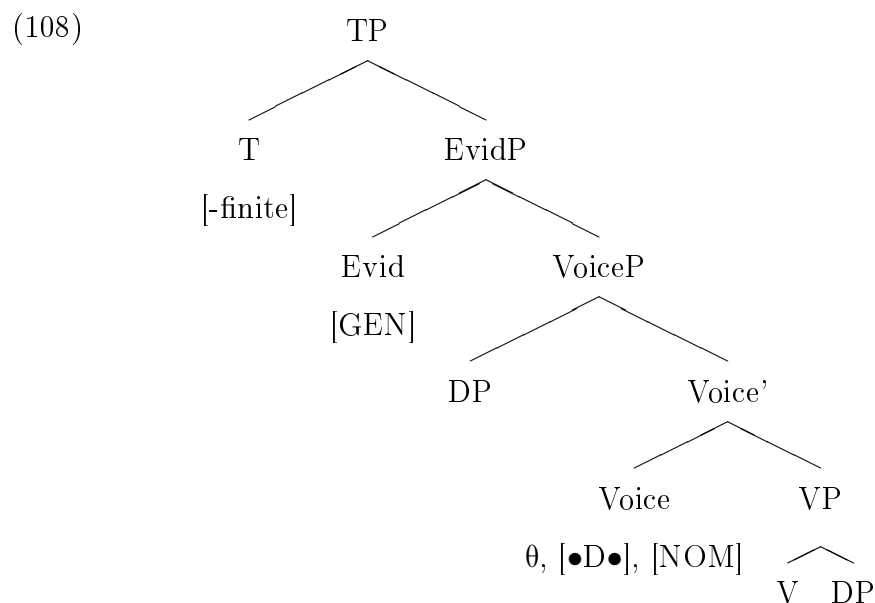 (108) TP
T EvidP
[-finite]
Evid VoiceP
[GEN]
DP Voice'
Voice VP
θ, [●D●], [NOM]
V DP